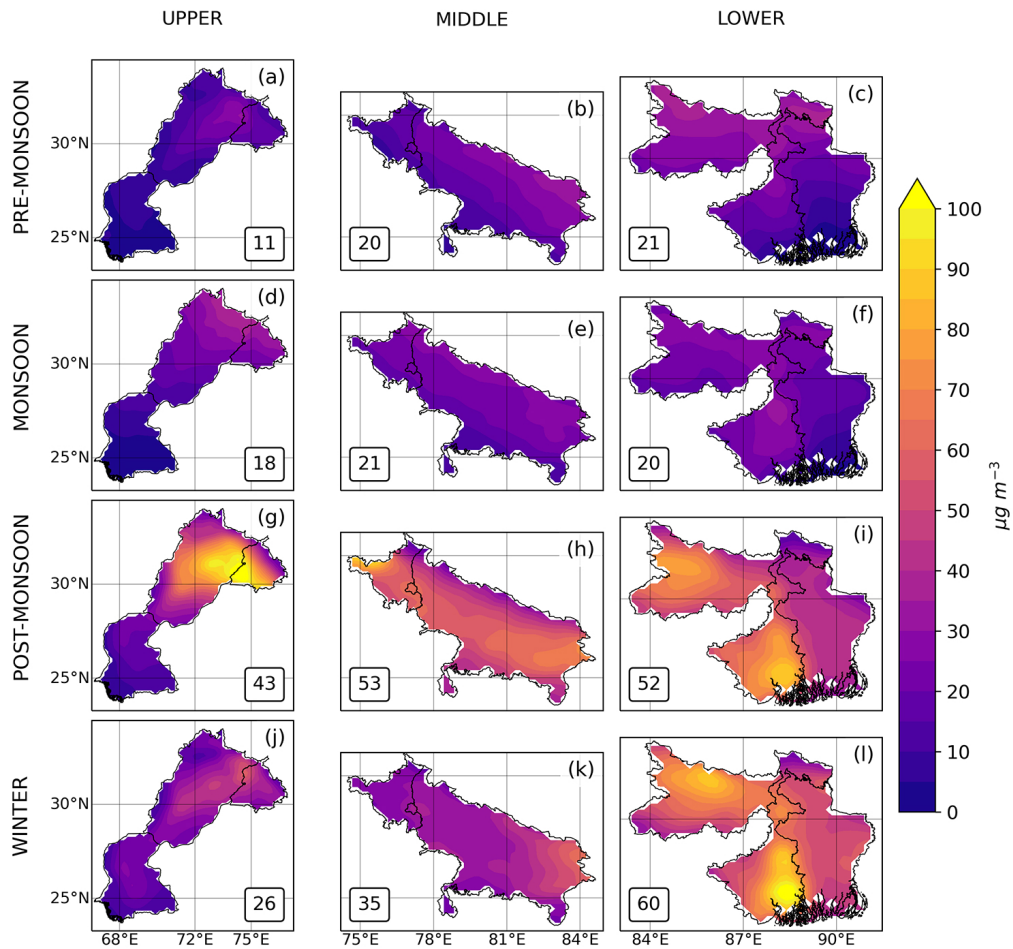 UPPER MIDDLE LOWER
PRE-MONSOON
(a) (b) (c)
30°N
25°N
11 20 21
MONSOON
(d) (e) (f)
30°N
25°N
18 21 20
POST-MONSOON
(g) (h) (i)
30°N
25°N
43 53 52
WINTER
(j) (k) (l)
30°N
25°N
26 35 60
68°E 72°E 75°E 75°E 78°E 81°E 84°E 84°E 87°E 90°E
100
90
80
70
60
50
40
30
20
10
0
μg m⁻³